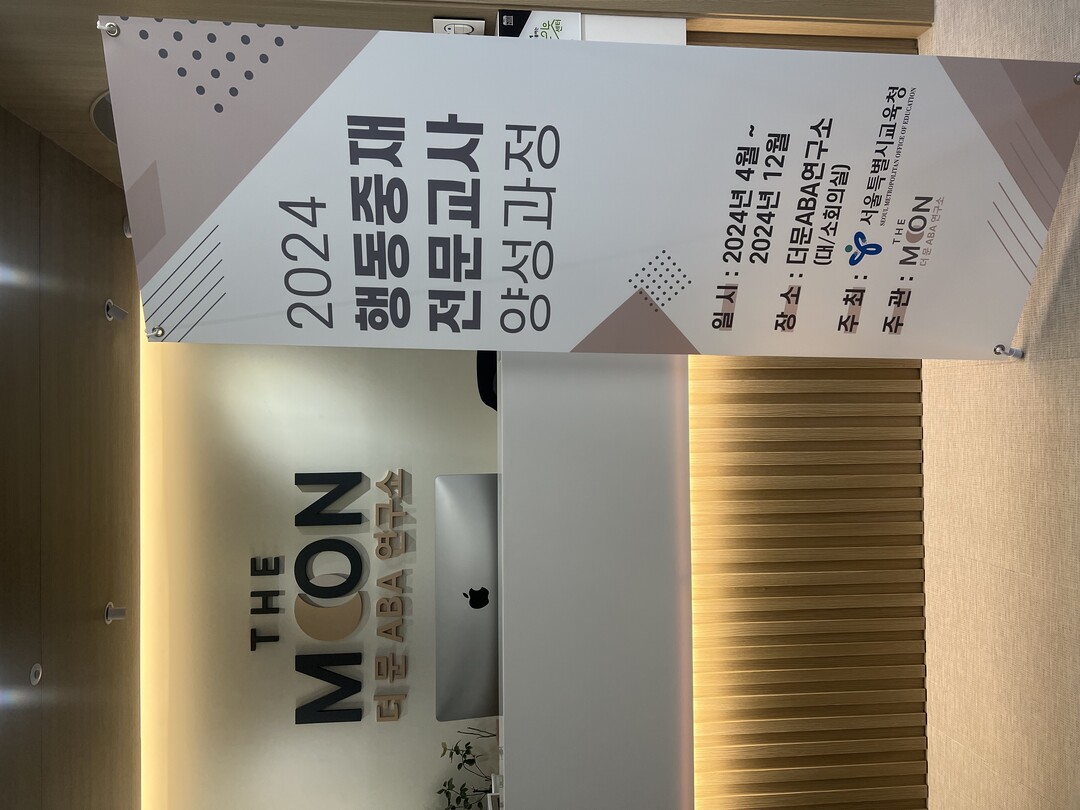 THE
MOON
더 문 ABA 연구소
2024
행동중재
전문교사
양성과정
일 시 : 2024년 4월 ~
2024년 12월
장 소 : 더문ABA연구소
(대/소회의실)
주 최 : 서울특별시교육청
SEOUL METROPOLITAN OFFICE OF EDUCATION
주 관 : THE
MOON
더 문 ABA 연구소